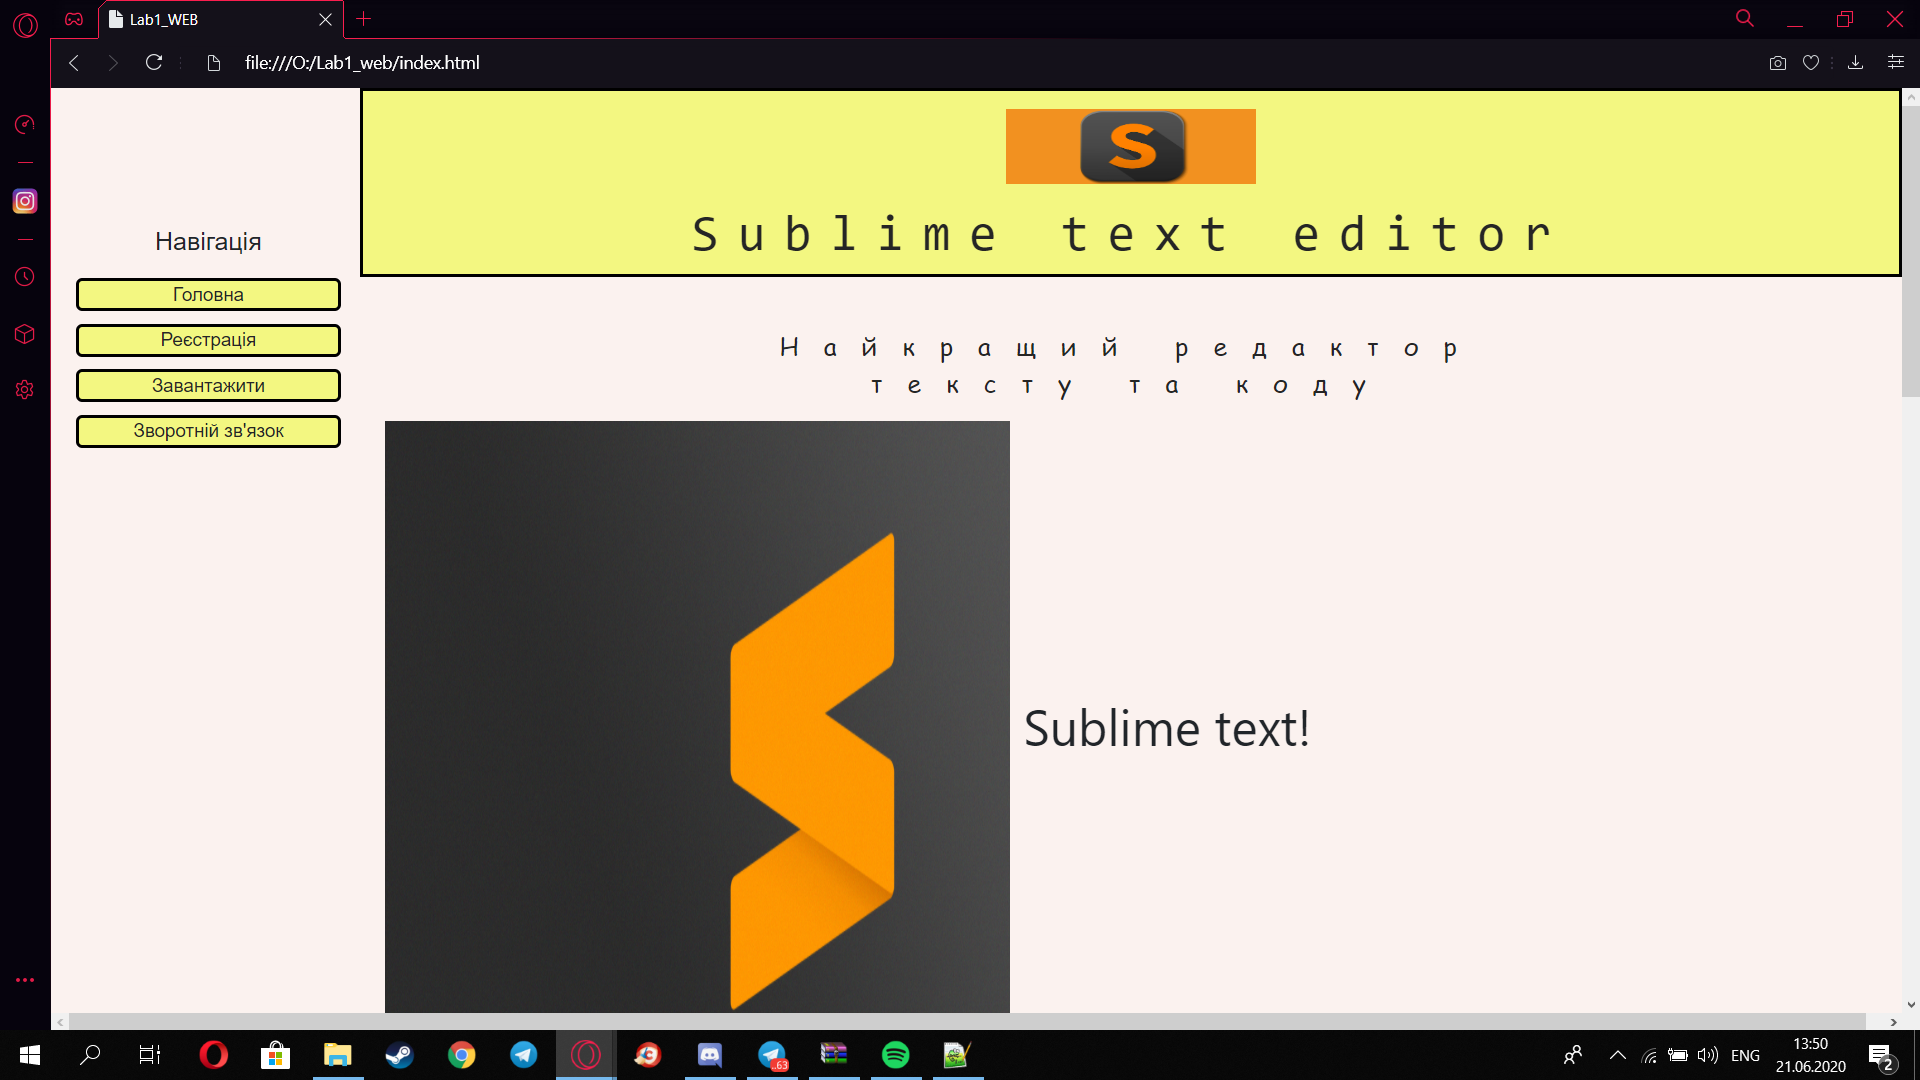 Lab1_WEB
file:///O:/Lab1_web/index.html
S
Sublime text editor
Навігація
Головна
Реєстрація
Завантажити
Зворотній зв'язок
Найкращий редактор
тексту та коду
Sublime text!
..63
ENG
13:50
21.06.2020
2